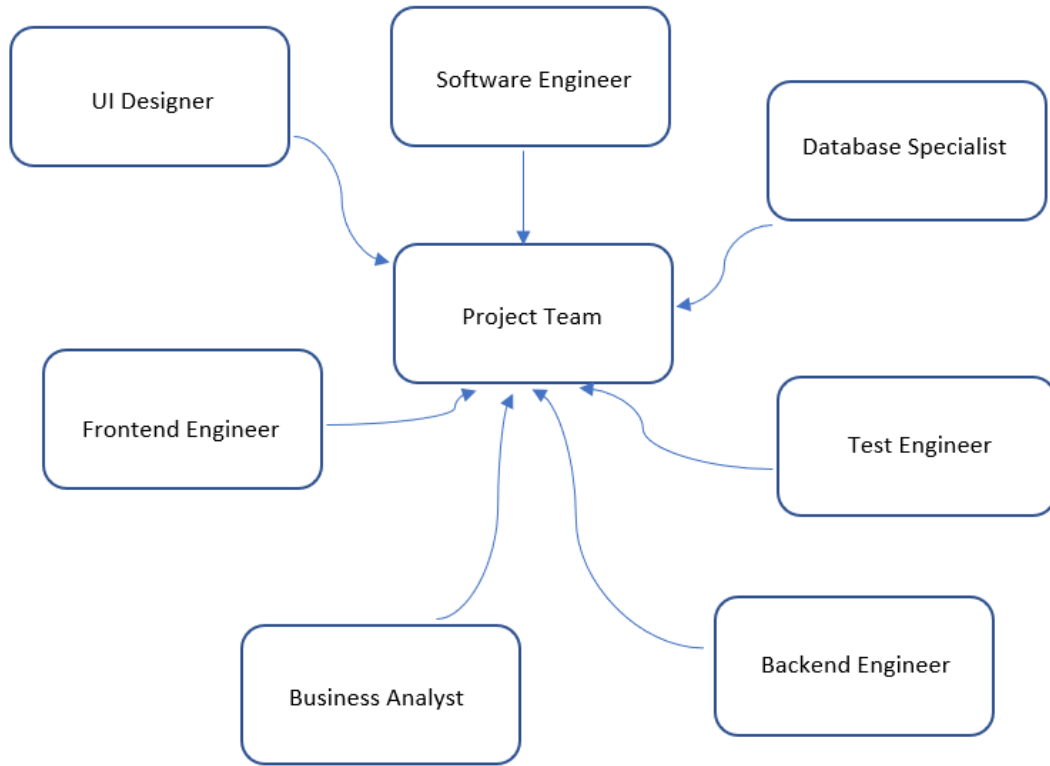 UI Designer
Software Engineer
Database Specialist
Project Team
Frontend Engineer
Test Engineer
Business Analyst
Backend Engineer